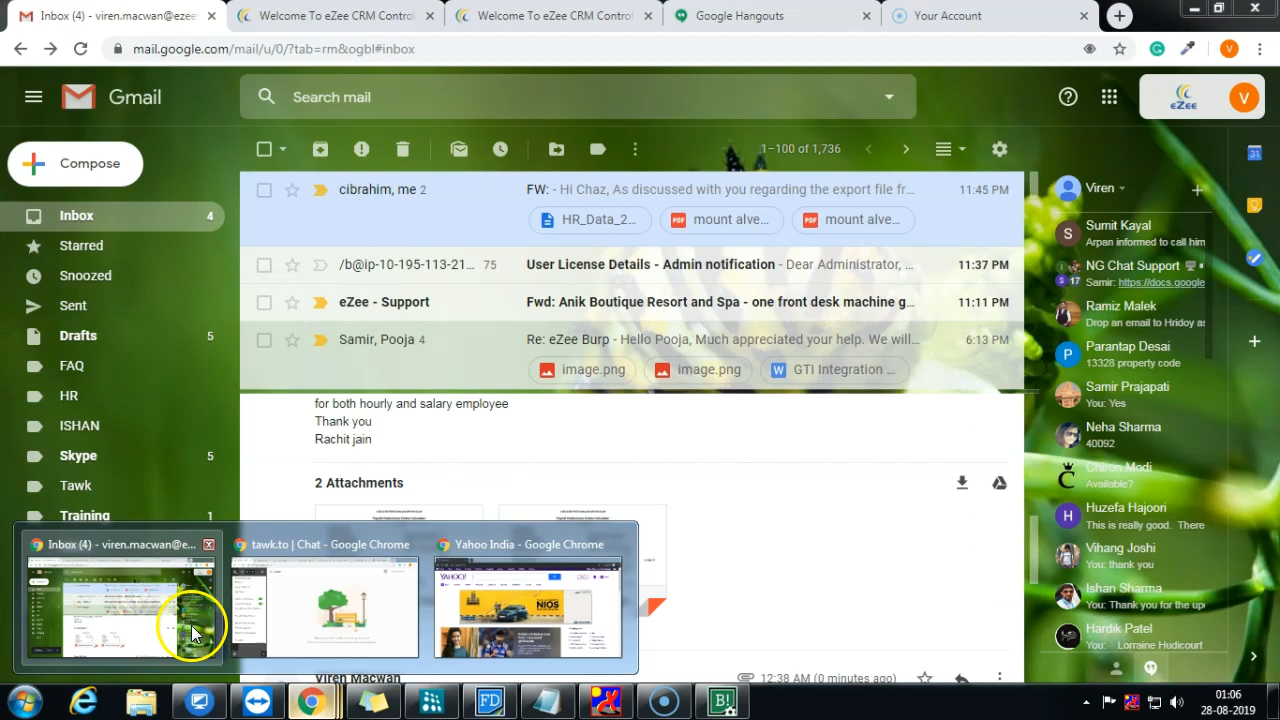 Inbox (4) - viren.macwan@ezee
Welcome To eZee CRM Control
Welcome To eZee CRM Control
Google Hangouts
Your Account
mail.google.com/mail/u/0/?tab=rm&ogbl#inbox
V
Gmail
Search mail
eZee
V
Compose
1–100 of 1,736
31
Inbox 4
Starred
Snoozed
Sent
Drafts 5
FAQ
HR
ISHAN
Skype 5
Tawk
Training 1
cibrahim, me 2 FW: - Hi Chaz, As discussed with you regarding the export file fr... 11:45 PM
HR_Data_2...
PDF mount alve...
PDF mount alve...
/b@ip-10-195-113-21... User License Details - Admin notification - Dear Administrator, ... 11:37 PM
eZee - Support Fwd: Anik Boutique Resort and Spa - one front desk machine g... 11:11 PM
Samir, Pooja 4 Re: eZee Burp - Hello Pooja, Much appreciated your help. We will... 6:13 PM
image.png
image.png
W GTI Integration ...
for both hourly and salary employee
Thank you
Rachit jain
2 Attachments
Viren Macwan 12:38 AM (0 minutes ago)
Viren
S Sumit Kayal
Arpan informed to call him
S 17 NG Chat Support
Samir: https://docs.google
Ramiz Malek
Drop an email to Hridoy as
P Parantap Desai
13328 property code
Samir Prajapati
You: Yes
Neha Sharma
40092
Chiron Modi
Available?
H Huzefa Hajoori
This is really good. There
Vihang Joshi
You: thank you
Ishan Sharma
You: Thank you for the up
Hardik Patel
You: Lorraine Hudicourt
Inbox (4) - viren.macwan@e...
tawk.to | Chat - Google Chrome
Yahoo India - Google Chrome
YAHOO!
NIOS
FD
B!
01:06
28-08-2019